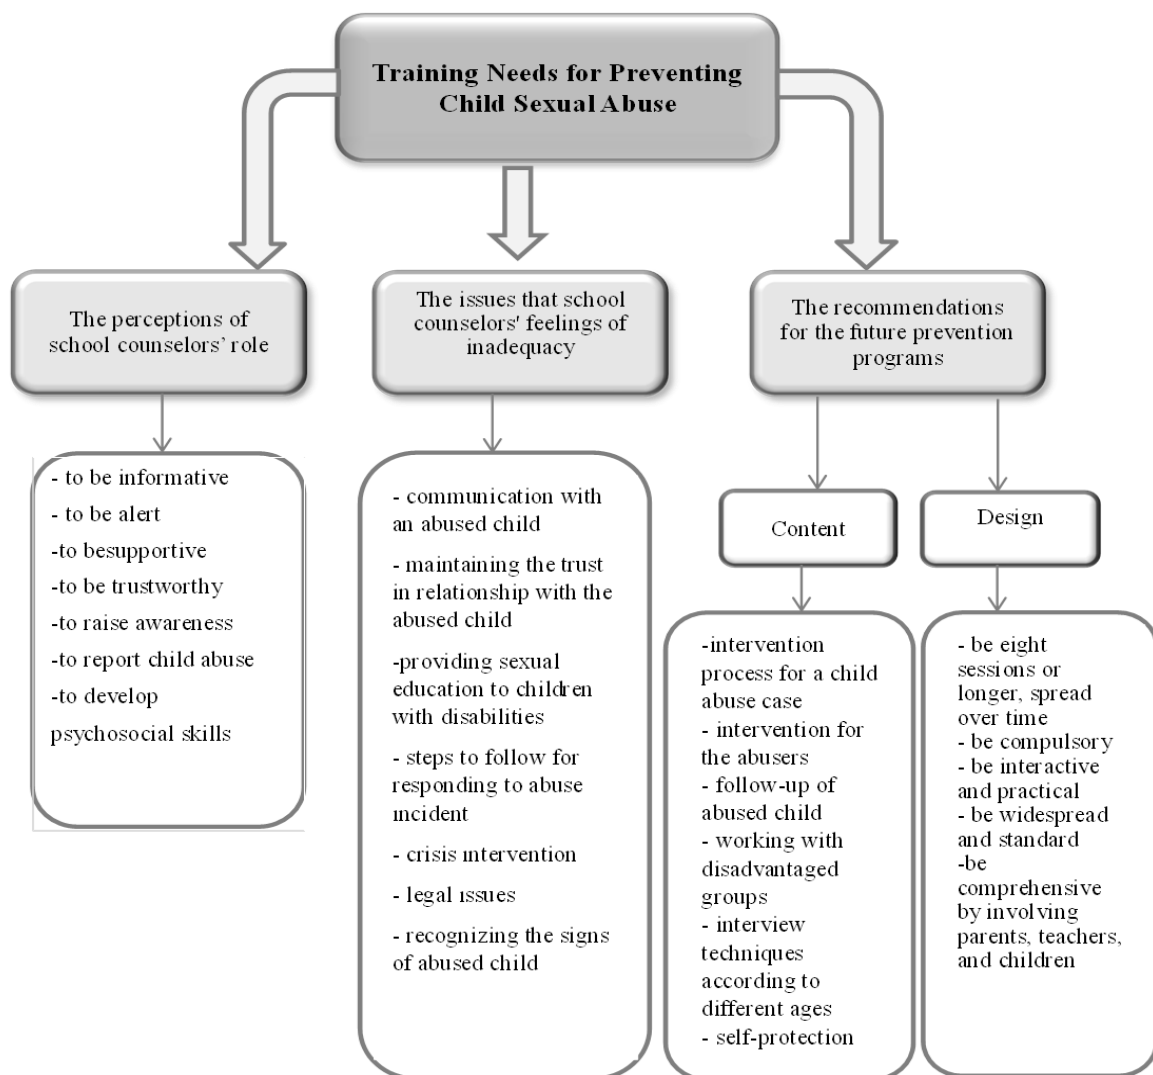 Training Needs for Preventing
Child Sexual Abuse
The perceptions of
school counselors' role
- to be informative
- to be alert
-to besupportive
-to be trustworthy
-to raise awareness
-to report child abuse
-to develop
psychosocial skills
The issues that school
counselors' feelings of
inadequacy
- communication with
an abused child
- maintaining the trust
in relationship with the
abused child
-providing sexual
education to children
with disabilities
- steps to follow for
responding to abuse
incident
- crisis intervention
- legal issues
- recognizing the signs
of abused child
The recommendations
for the future prevention
programs
Content
-intervention
process for a child
abuse case
- intervention for
the abusers
- follow-up of
abused child
- working with
disadvantaged
groups
- interview
techniques
according to
different ages
- self-protection
Design
- be eight
sessions or
longer, spread
over time
- be compulsory
- be interactive
and practical
- be widespread
and standard
-be
comprehensive
by involving
parents, teachers,
and children